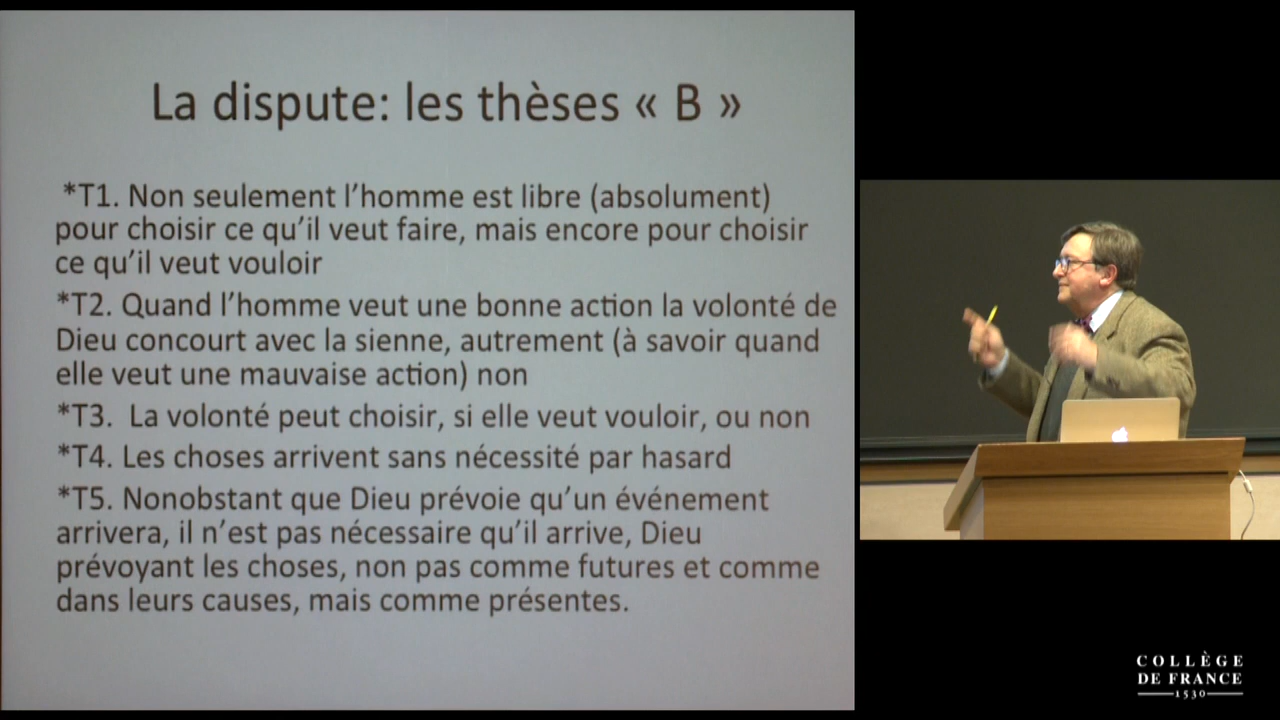 La dispute: les thèses « B »
*T1. Non seulement l’homme est libre (absolument)
pour choisir ce qu’il veut faire, mais encore pour choisir
ce qu’il veut vouloir
*T2. Quand l’homme veut une bonne action la volonté de
Dieu concourt avec la sienne, autrement (à savoir quand
elle veut une mauvaise action) non
*T3. La volonté peut choisir, si elle veut vouloir, ou non
*T4. Les choses arrivent sans nécessité par hasard
*T5. Nonobstant que Dieu prévoie qu’un événement
arrivera, il n’est pas nécessaire qu’il arrive, Dieu
prévoyant les choses, non pas comme futures et comme
dans leurs causes, mais comme présentes.
COLLÈGE
DE FRANCE
1530